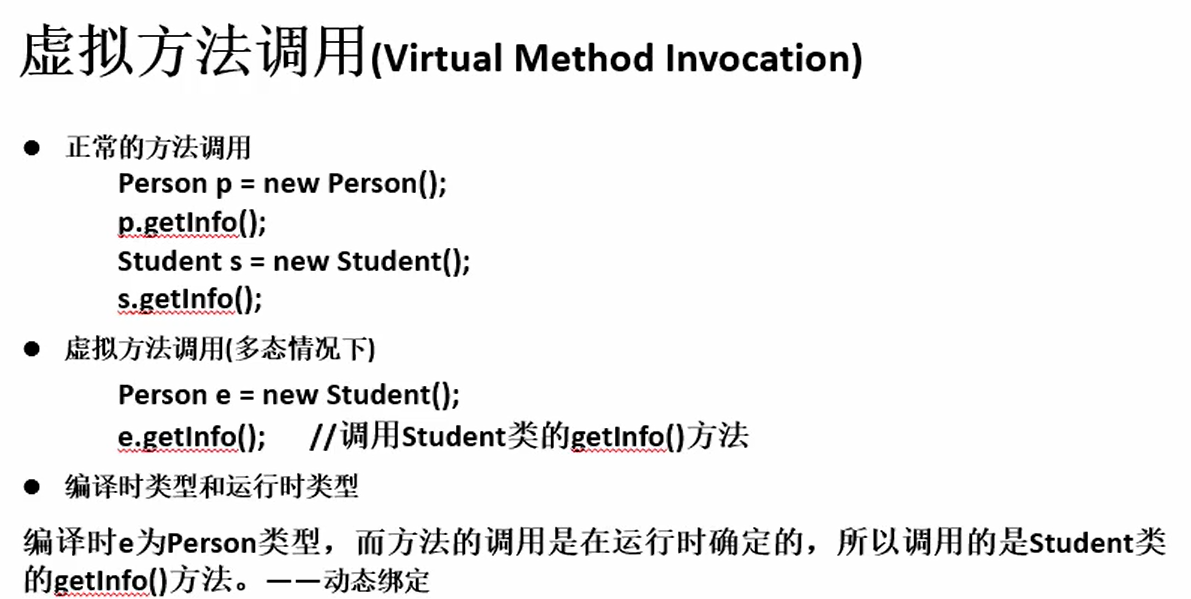 虚拟方法调用(Virtual Method Invocation)
● 正常的方法调用
Person p = new Person();
p.getInfo();
Student s = new Student();
s.getInfo();
● 虚拟方法调用(多态情况下)
Person e = new Student();
e.getInfo(); //调用Student类的getInfo()方法
● 编译时类型和运行时类型
编译时e为Person类型，而方法的调用是在运行时确定的，所以调用的是Student类
的getInfo()方法。——动态绑定